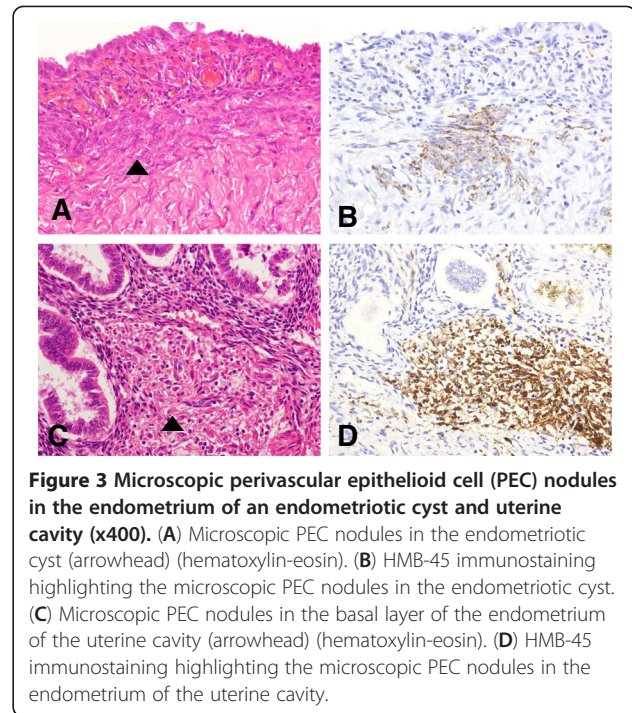 A
B
C
D
Figure 3 Microscopic perivascular epithelioid cell (PEC) nodules
in the endometrium of an endometriotic cyst and uterine
cavity (x400). (A) Microscopic PEC nodules in the endometriotic
cyst (arrowhead) (hematoxylin-eosin). (B) HMB-45 immunostaining
highlighting the microscopic PEC nodules in the endometriotic cyst.
(C) Microscopic PEC nodules in the basal layer of the endometrium
of the uterine cavity (arrowhead) (hematoxylin-eosin). (D) HMB-45
immunostaining highlighting the microscopic PEC nodules in the
endometrium of the uterine cavity.